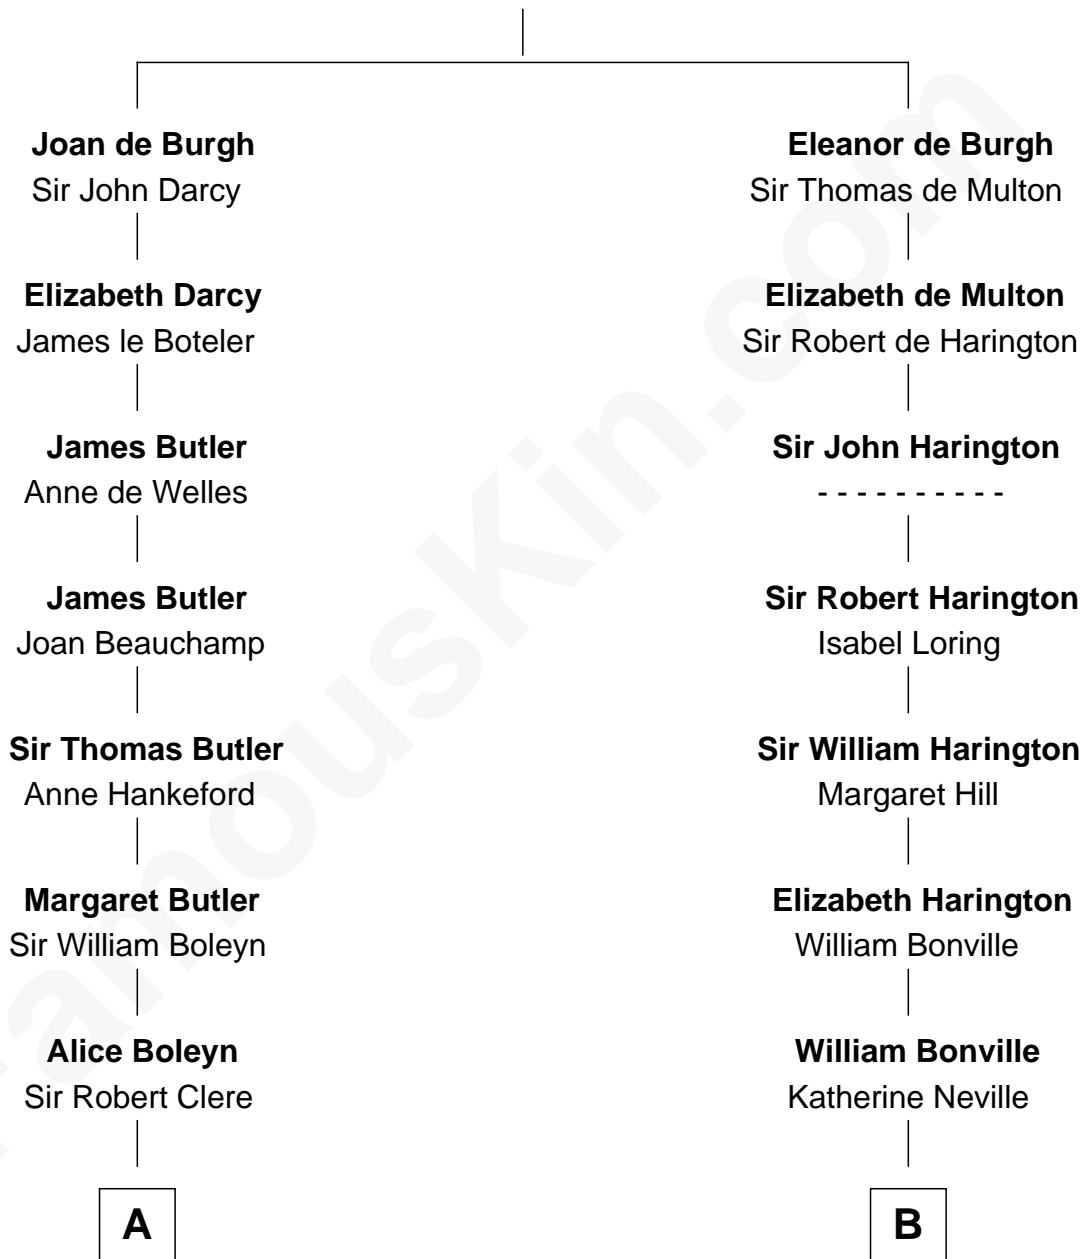 Joan de Burgh
Sir John Darcy
Elizabeth Darcy
James le Boteler
James Butler
Anne de Welles
James Butler
Joan Beauchamp
Sir Thomas Butler
Anne Hankeford
Margaret Butler
Sir William Boleyn
Alice Boleyn
Sir Robert Clere
A
Eleanor de Burgh
Sir Thomas de Multon
Elizabeth de Multon
Sir Robert de Harington
Sir John Harington
- - - - - - - - - -
Sir Robert Harington
Isabel Loring
Sir William Harington
Margaret Hill
Elizabeth Harington
William Bonville
William Bonville
Katherine Neville
B
FamousKin.com